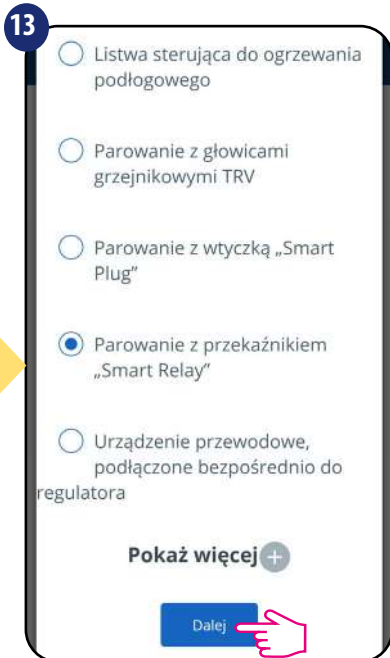 13
Listwa sterująca do ogrzewania
podłogowego
Parowanie z głowicami
grzejnikowymi TRV
Parowanie z wtyczką „Smart
Plug”
Parowanie z przekaźnikiem
„Smart Relay”
Urządzenie przewodowe,
podłączone bezpośrednio do
regulatora
Pokaż więcej +
Dalej